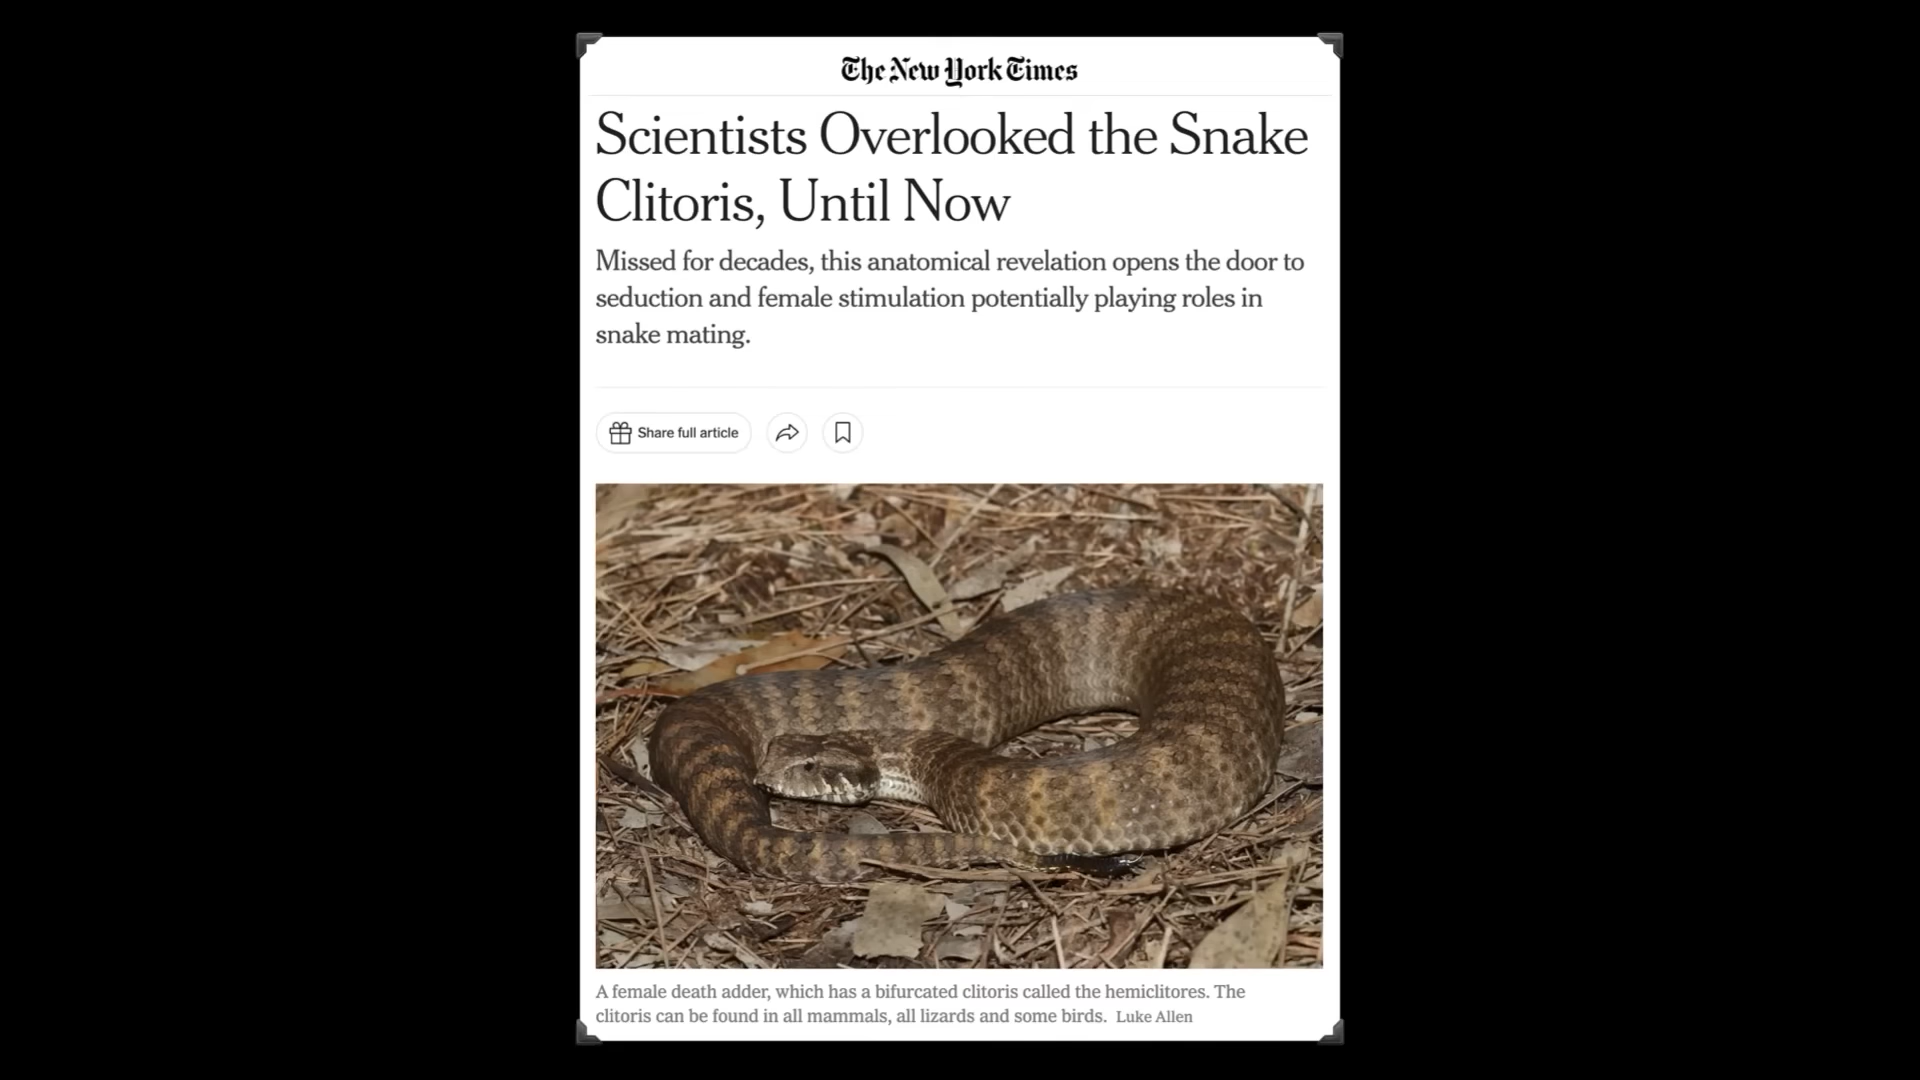 The New York Times
Scientists Overlooked the Snake
Clitoris, Until Now
Missed for decades, this anatomical revelation opens the door to
seduction and female stimulation potentially playing roles in
snake mating.
Share full article
A female death adder, which has a bifurcated clitoris called the hemiclitores. The
clitoris can be found in all mammals, all lizards and some birds. Luke Allen